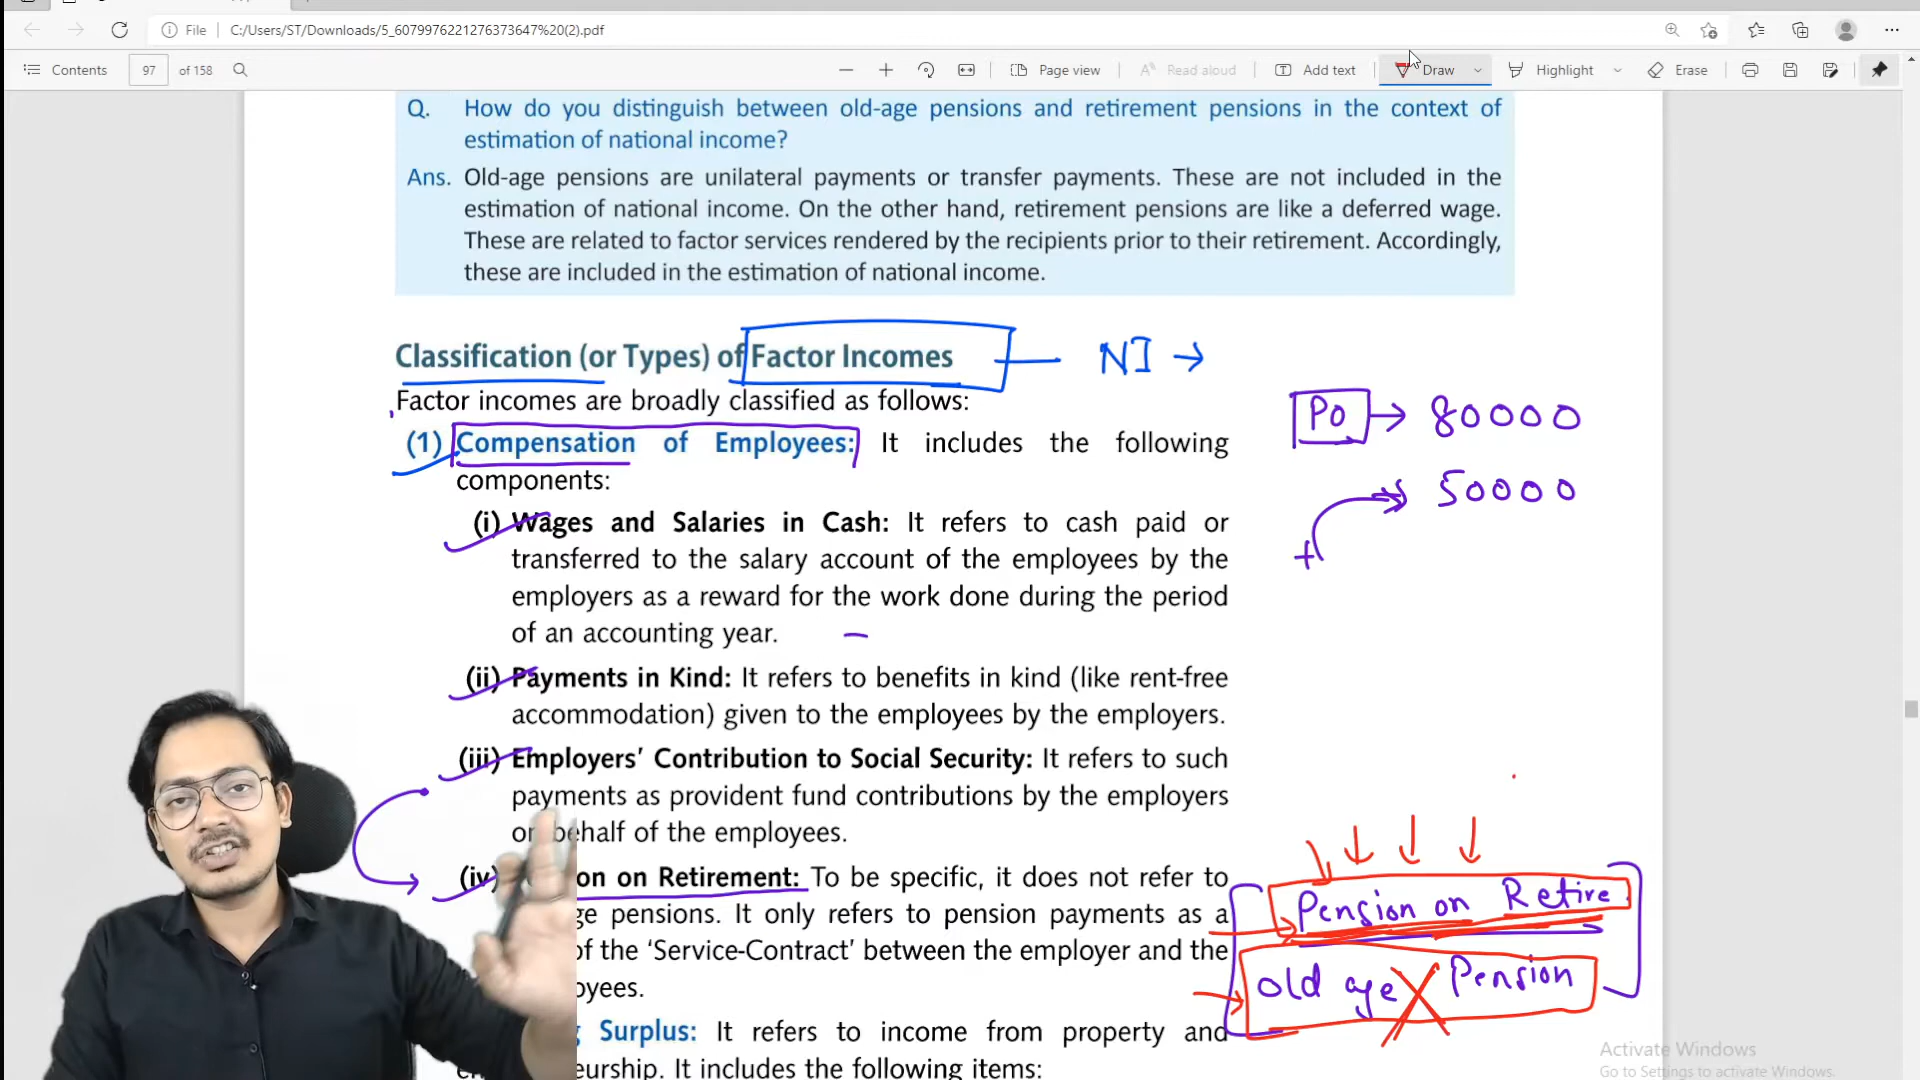 File C:/Users/ST/Downloads/5_6079976221276373647%20(2).pdf
Contents 97 of 158 Page view Read aloud Add text Draw Highlight Erase
Q. How do you distinguish between old-age pensions and retirement pensions in the context of
estimation of national income?
Ans. Old-age pensions are unilateral payments or transfer payments. These are not included in the
estimation of national income. On the other hand, retirement pensions are like a deferred wage.
These are related to factor services rendered by the recipients prior to their retirement. Accordingly,
these are included in the estimation of national income.
Classification (or Types) of Factor Incomes NI →
Factor incomes are broadly classified as follows:
PO → 80000
(1) Compensation of Employees: It includes the following
components:
50000
+
(i) Wages and Salaries in Cash: It refers to cash paid or
transferred to the salary account of the employees by the
employers as a reward for the work done during the period
of an accounting year.
(ii) Payments in Kind: It refers to benefits in kind (like rent-free
accommodation) given to the employees by the employers.
(iii) Employers' Contribution to Social Security: It refers to such
payments as provident fund contributions by the employers
on behalf of the employees.
(iv) on on Retirement: To be specific, it does not refer to
ge pensions. It only refers to pension payments as a
of the 'Service-Contract' between the employer and the
oyees.
Pension on Retire
old age Pension
Surplus: It refers to income from property and
eurship. It includes the following items:
Activate Windows
Go to Settings to activate Windows.